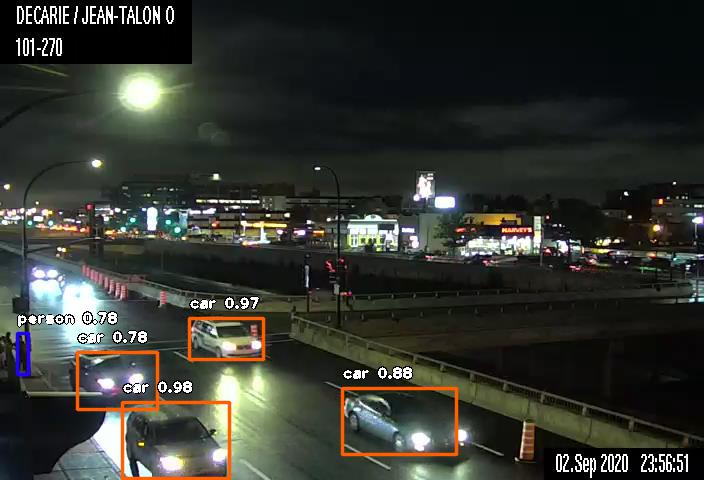 DECARIE / JEAN-TALON O
101-270
HARVEY'S
car 0.97
person 0.78
car 0.78
car 0.98
car 0.88
02.Sep 2020 23:56:51